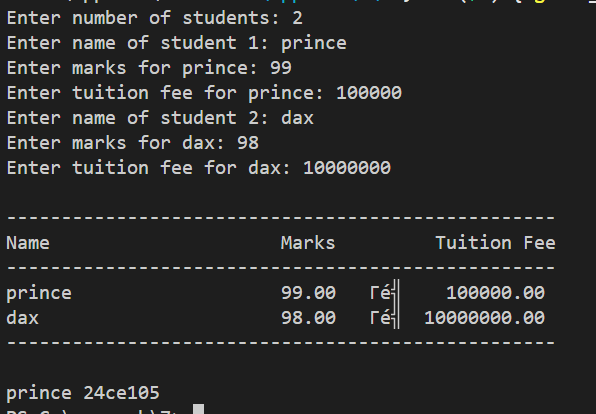 Enter number of students: 2
Enter name of student 1: prince
Enter marks for prince: 99
Enter tuition fee for prince: 100000
Enter name of student 2: dax
Enter marks for dax: 98
Enter tuition fee for dax: 10000000
--------------------------------------------------
Name Marks Tuition Fee
--------------------------------------------------
prince 99.00 Γé╣ 100000.00
dax 98.00 Γé╣ 10000000.00
--------------------------------------------------
prince 24ce105